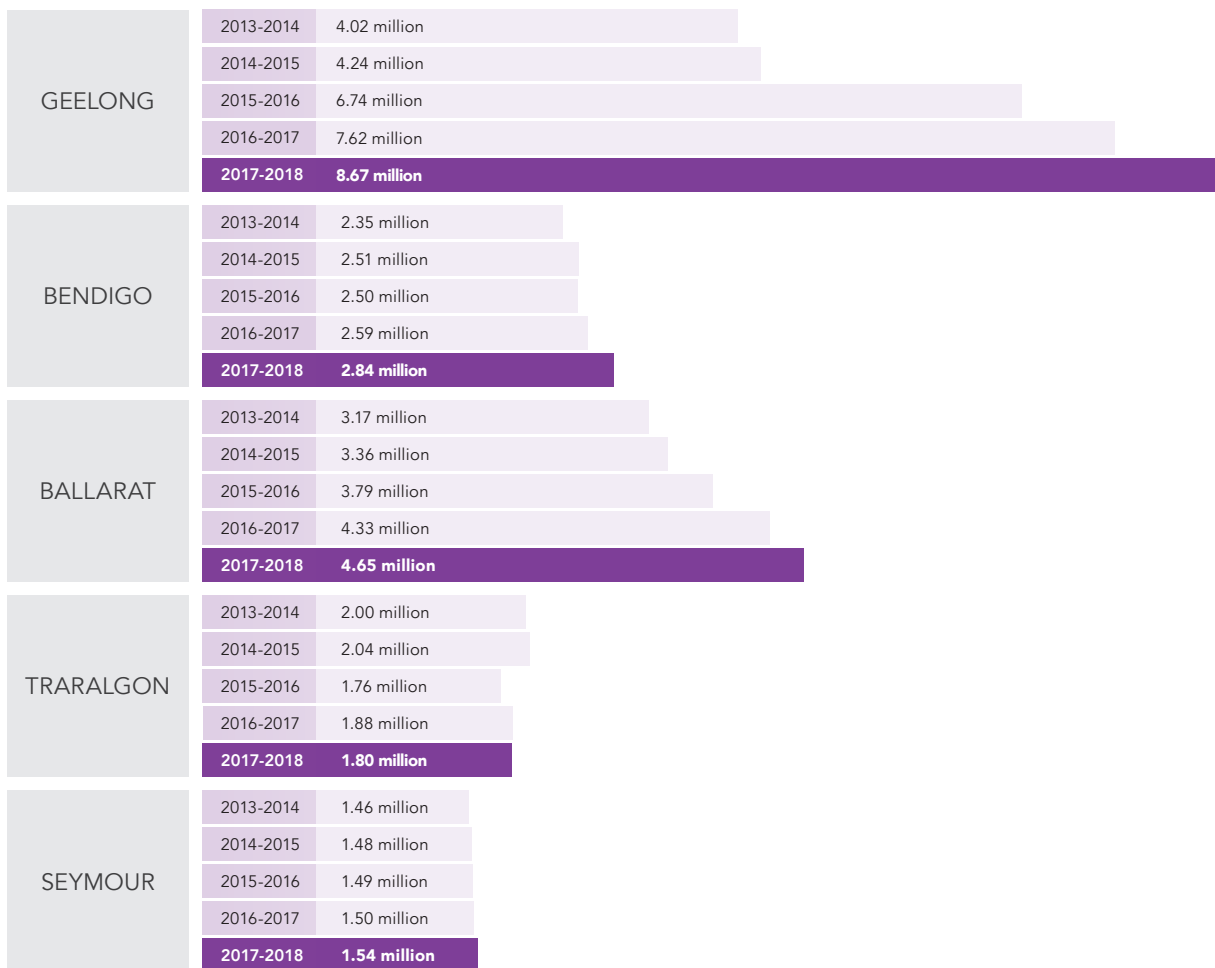 GEELONG
2013-2014 4.02 million
2014-2015 4.24 million
2015-2016 6.74 million
2016-2017 7.62 million
2017-2018 8.67 million
BENDIGO
2013-2014 2.35 million
2014-2015 2.51 million
2015-2016 2.50 million
2016-2017 2.59 million
2017-2018 2.84 million
BALLARAT
2013-2014 3.17 million
2014-2015 3.36 million
2015-2016 3.79 million
2016-2017 4.33 million
2017-2018 4.65 million
TRARALGON
2013-2014 2.00 million
2014-2015 2.04 million
2015-2016 1.76 million
2016-2017 1.88 million
2017-2018 1.80 million
SEYMOUR
2013-2014 1.46 million
2014-2015 1.48 million
2015-2016 1.49 million
2016-2017 1.50 million
2017-2018 1.54 million